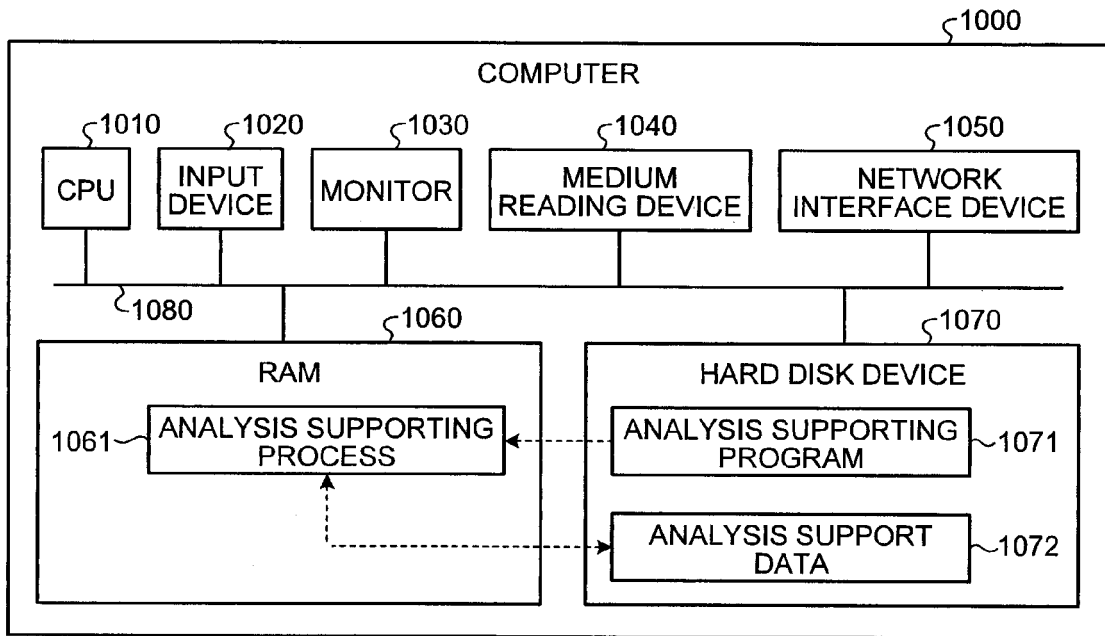 1000
COMPUTER
1010
1020
1030
1040
1050
CPU
INPUT
DEVICE
MONITOR
MEDIUM
READING DEVICE
NETWORK
INTERFACE DEVICE
1080
1060
1070
RAM
HARD DISK DEVICE
1061
ANALYSIS SUPPORTING
PROCESS
ANALYSIS SUPPORTING
PROGRAM
1071
ANALYSIS SUPPORT
DATA
1072